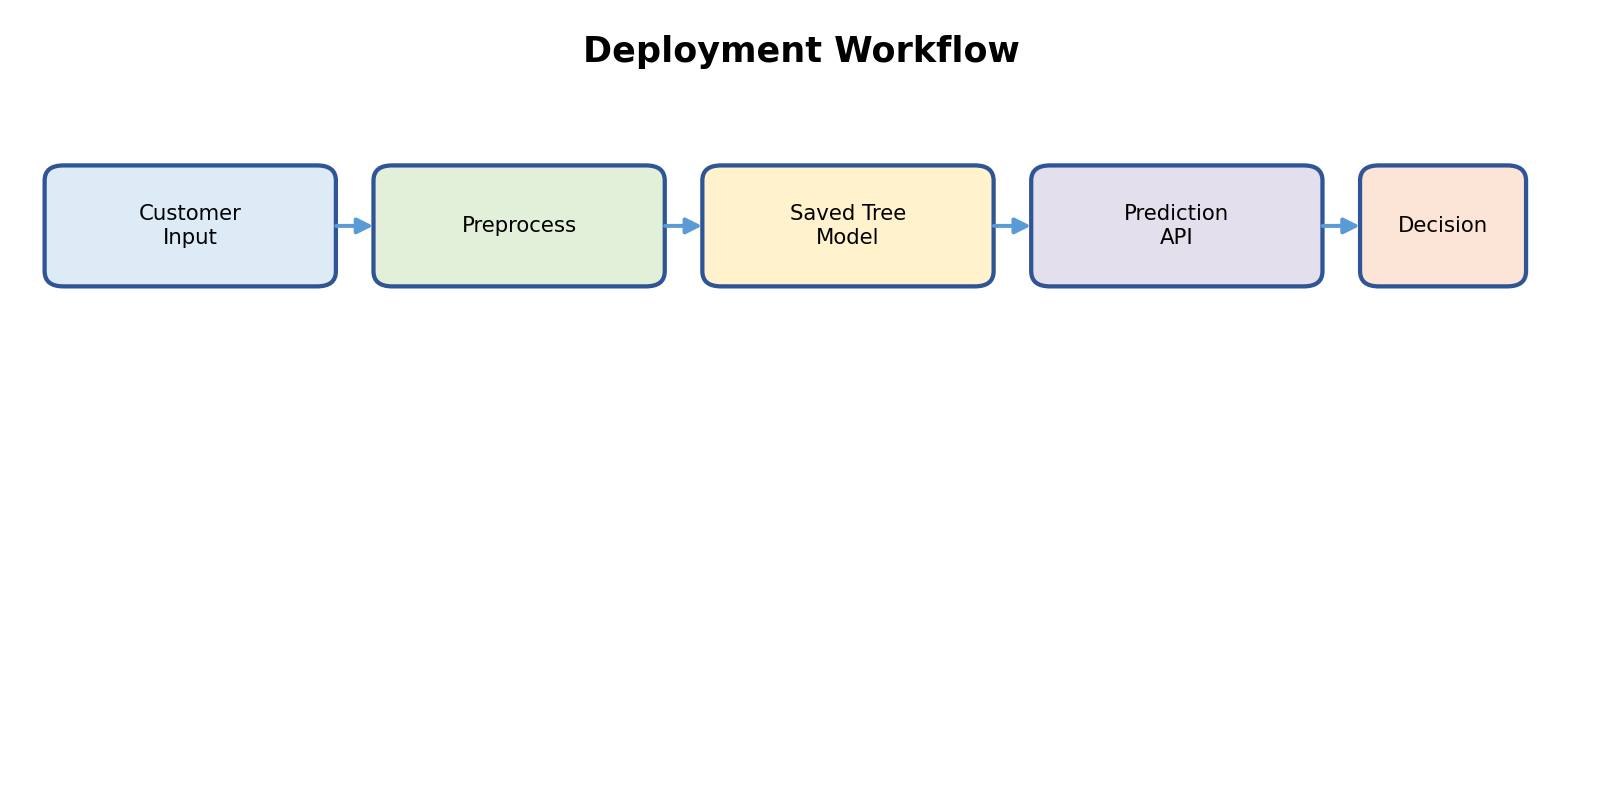 Deployment Workflow
Customer
Input
Preprocess
Saved Tree
Model
Prediction
API
Decision